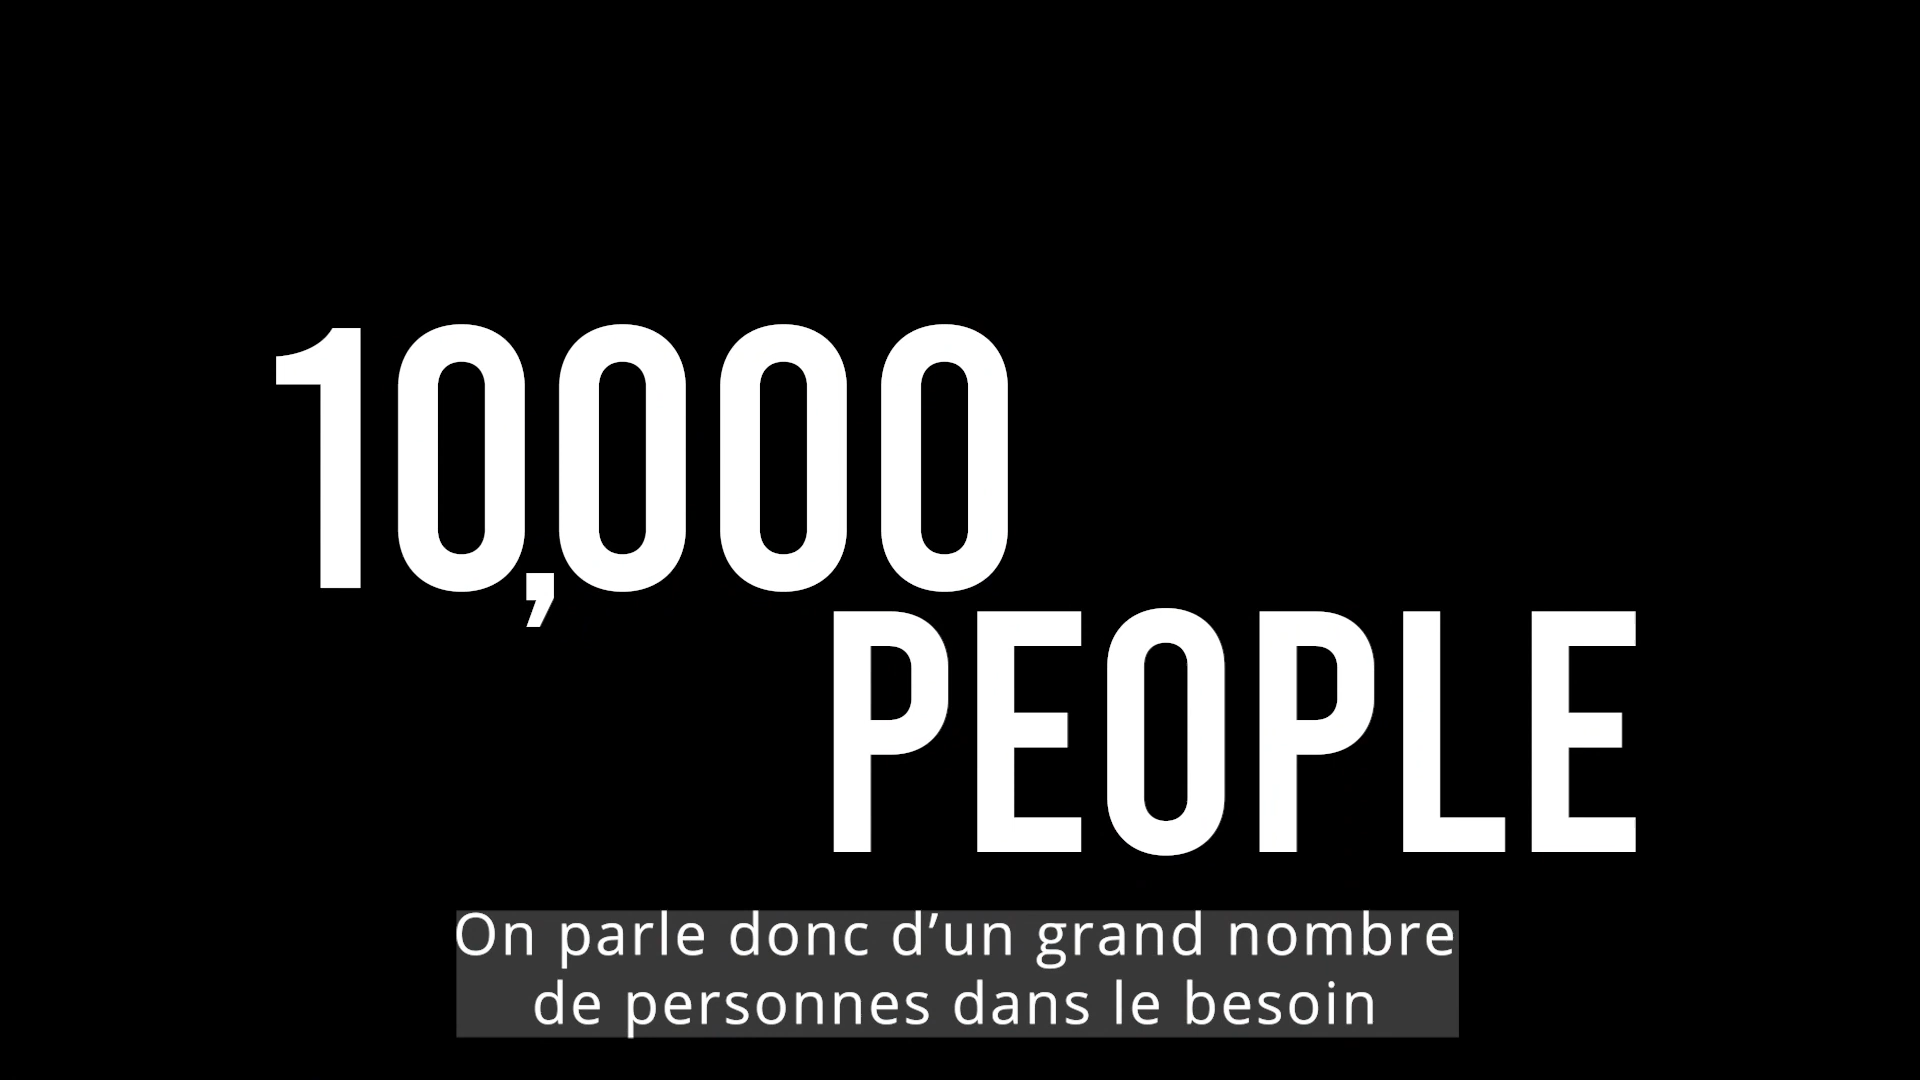 10,000
PEOPLE
On parle donc d’un grand nombre
de personnes dans le besoin